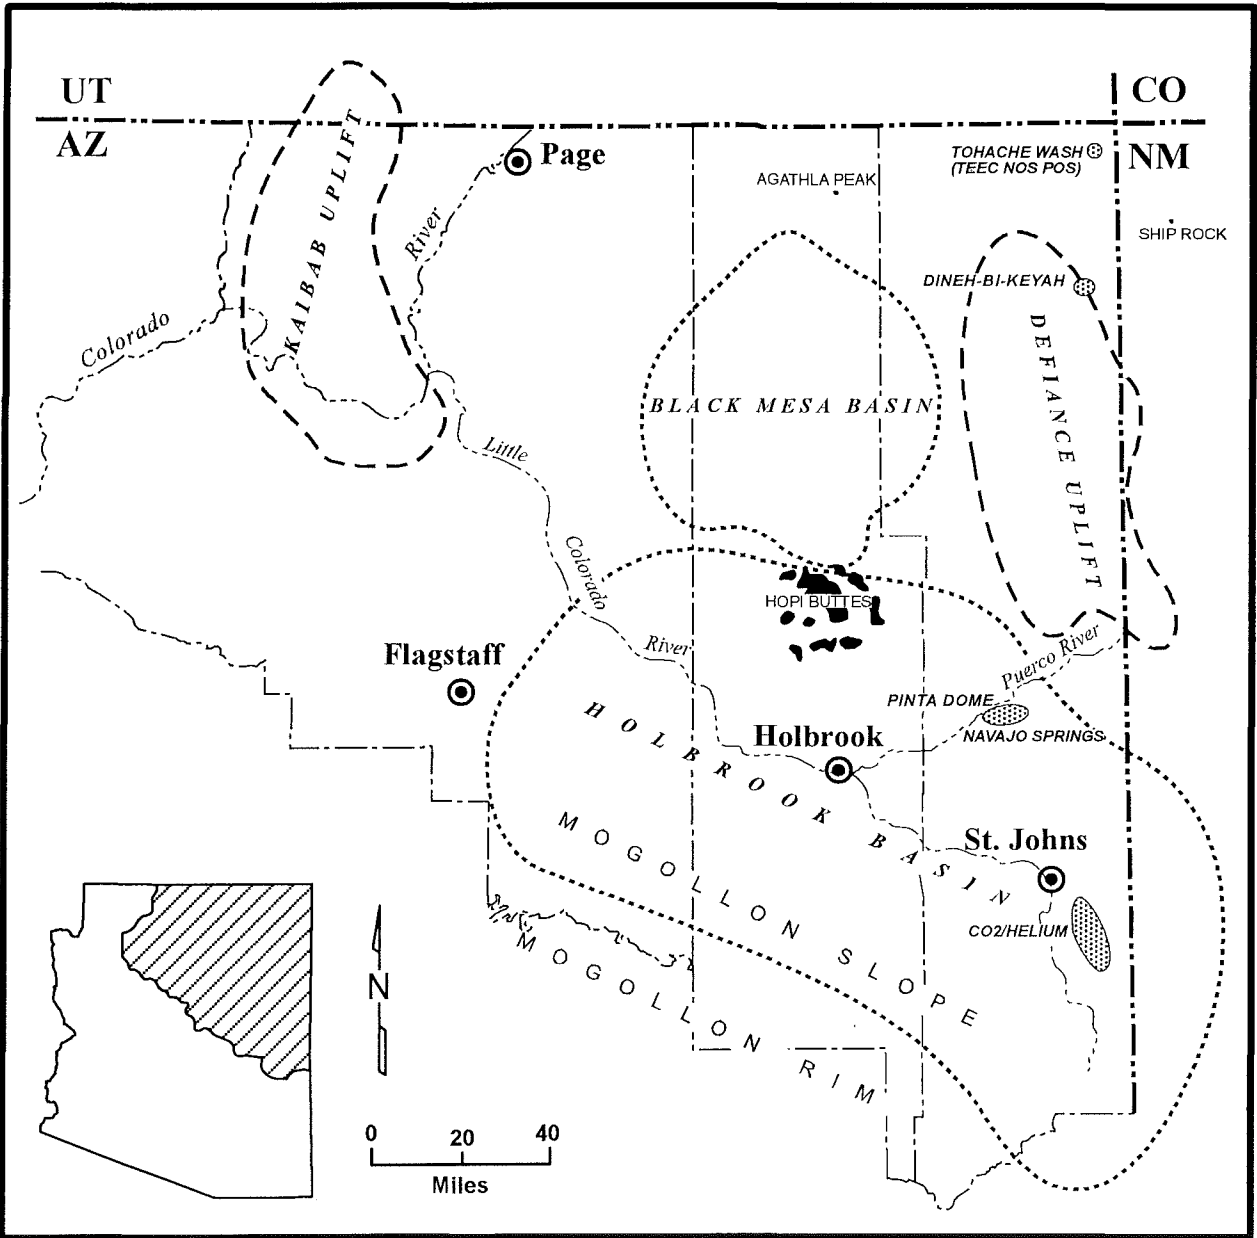 UT
CO
AZ
NM
Page
TOHACHE WASH
(TEEC NOS POS)
AGATHLA PEAK
SHIP ROCK
KAIBAB UPLIFT
River
DINEH-BI-KEYAH
Colorado
DEFIANCE UPLIFT
BLACK MESA BASIN
Little
Colorado
HOPI BUTTES
River
Puerco River
Flagstaff
PINTA DOME
NAVAJO SPRINGS
Holbrook
HOLBROOK BASIN
St. Johns
MOGOLLON SLOPE
CO2/HELIUM
MOGOLLON RIM
N
0 20 40
Miles